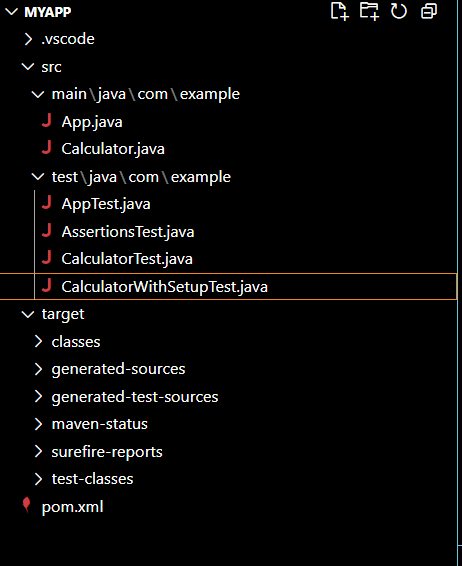 MYAPP
.vscode
src
main\java\com\example
App.java
Calculator.java
test\java\com\example
AppTest.java
AssertionsTest.java
CalculatorTest.java
CalculatorWithSetupTest.java
target
classes
generated-sources
generated-test-sources
maven-status
surefire-reports
test-classes
pom.xml